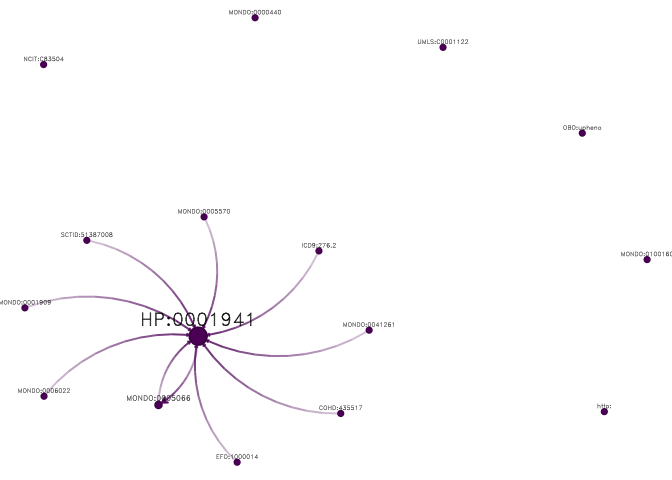 MONDO:0000440
UMLS:C0001122
NCIT:C83504
OBO:upheno
MONDO:0005570
SCTID:51387008
ICD9:276.2
MONDO:0100160
MONDO:0001909
HP:0001941
MONDO:0041261
MONDO:0006022
MONDO:0005066
COHD:435517
http:
EFO:1000014